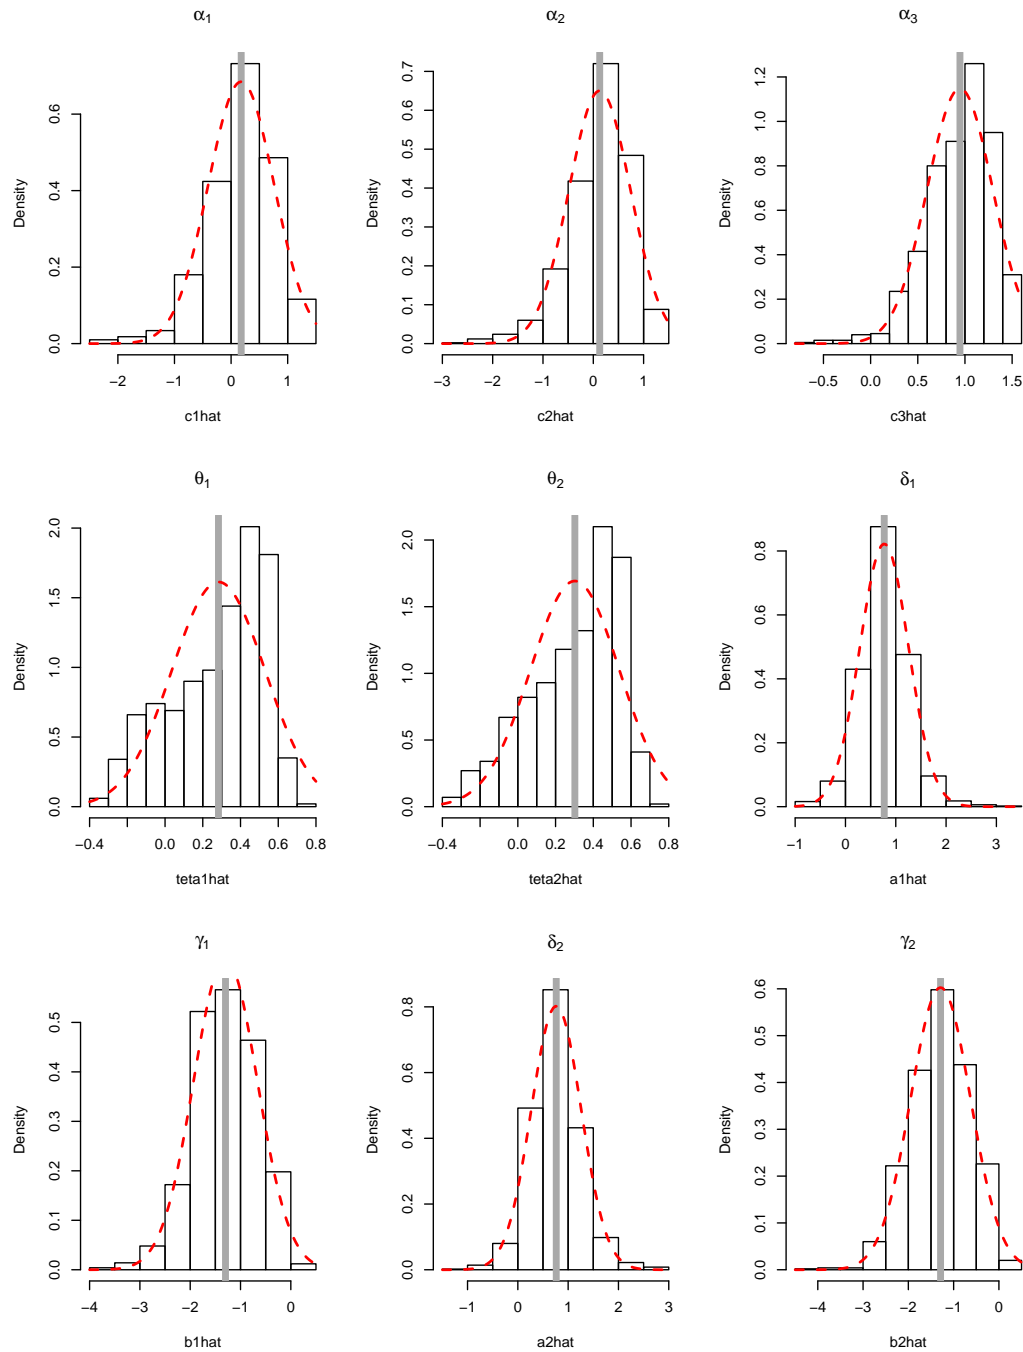 α1 α2 α3
Density 0.0 0.2 0.4 0.6
−2 −1 0 1
c1hat
Density 0.0 0.1 0.2 0.3 0.4 0.5 0.6 0.7
−3 −2 −1 0 1
c2hat
Density 0.0 0.2 0.4 0.6 0.8 1.0 1.2
−0.5 0.0 0.5 1.0 1.5
c3hat
θ1 θ2 δ1
Density 0.0 0.5 1.0 1.5 2.0
−0.4 0.0 0.2 0.4 0.6 0.8
teta1hat
Density 0.0 0.5 1.0 1.5 2.0
−0.4 0.0 0.2 0.4 0.6 0.8
teta2hat
Density 0.0 0.2 0.4 0.6 0.8
−1 0 1 2 3
a1hat
γ1 δ2 γ2
Density 0.0 0.1 0.2 0.3 0.4 0.5
−4 −3 −2 −1 0
b1hat
Density 0.0 0.2 0.4 0.6 0.8
−1 0 1 2 3
a2hat
Density 0.0 0.1 0.2 0.3 0.4 0.5 0.6
−4 −3 −2 −1 0
b2hat